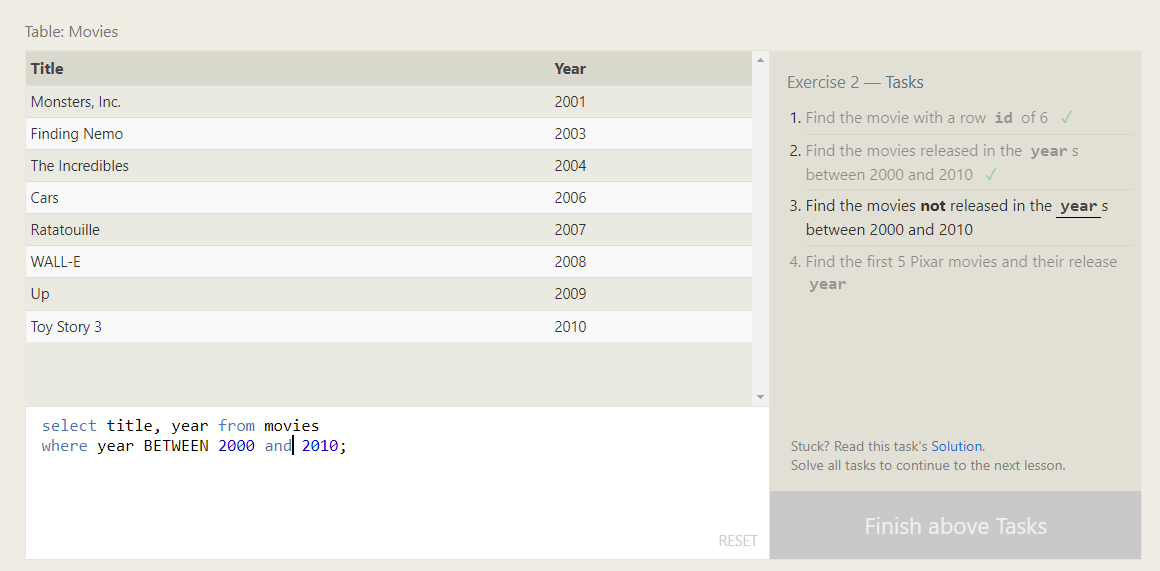 Table: Movies
Title Year
Monsters, Inc. 2001
Finding Nemo 2003
The Incredibles 2004
Cars 2006
Ratatouille 2007
WALL-E 2008
Up 2009
Toy Story 3 2010
select title, year from movies
where year BETWEEN 2000 and 2010;
RESET
Exercise 2 — Tasks
1. Find the movie with a row id of 6 ✓
2. Find the movies released in the year s
between 2000 and 2010 ✓
3. Find the movies not released in the year s
between 2000 and 2010
4. Find the first 5 Pixar movies and their release
year
Stuck? Read this task's Solution.
Solve all tasks to continue to the next lesson.
Finish above Tasks